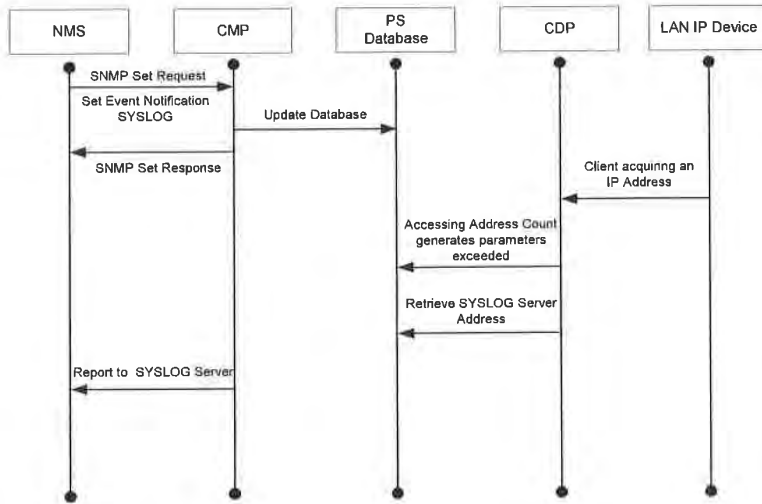 NMS
CMP
PS
Database
CDP
LAN IP Device
SNMP Set Request
Set Event Notification
SYSLOG
Update Database
SNMP Set Response
Client acquiring an
IP Address
Accessing Address Count
generates parameters
exceeded
Retrieve SYSLOG Server
Address
Report to SYSLOG Server